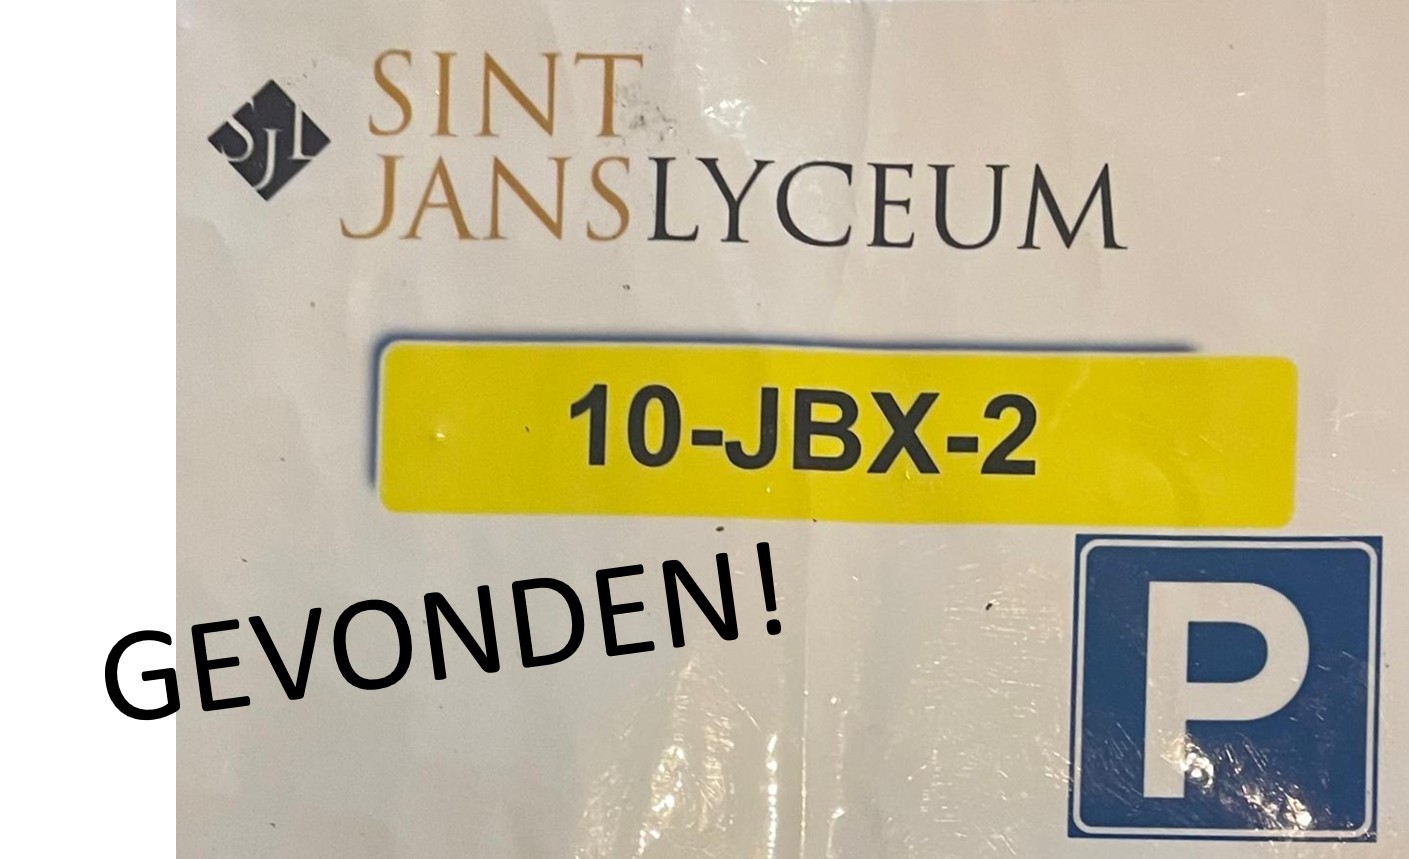 SJL
SINT
JANSLYCEUM
10-JBX-2
GEVONDEN!
P